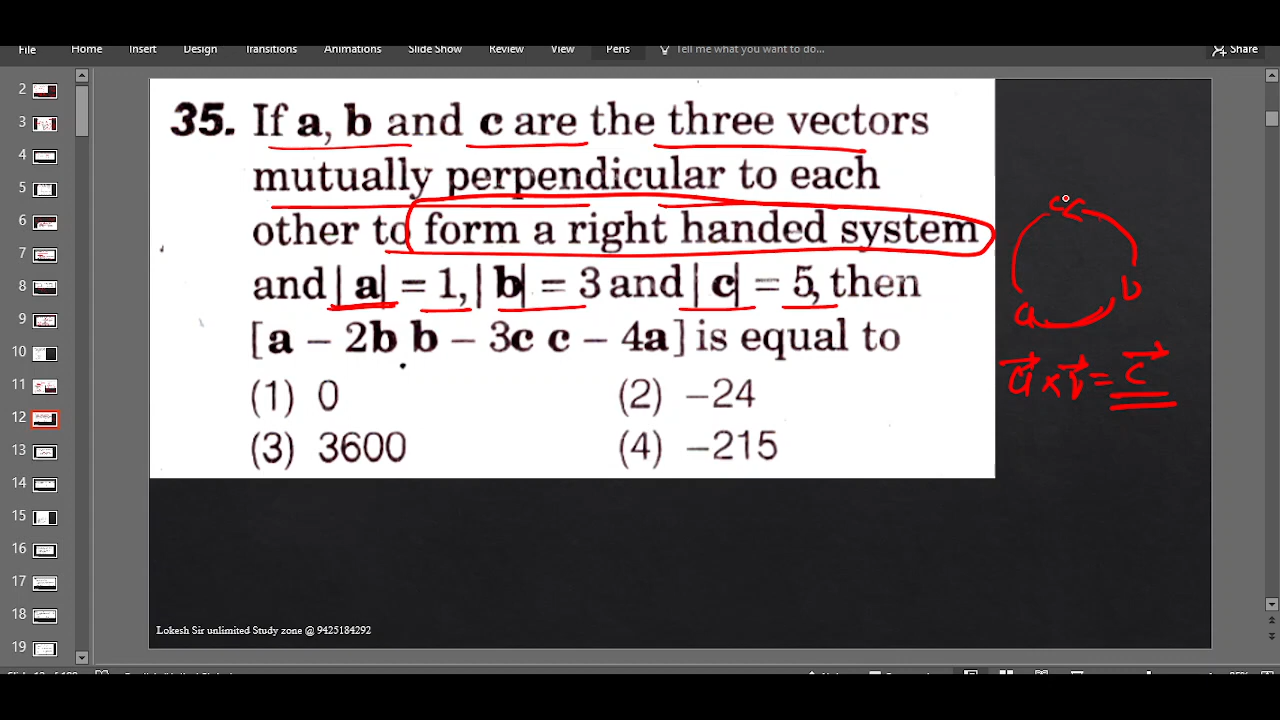 File Home Insert Design Transitions Animations Slide Show Review View Pens Tell me what you want to do... Share
2
3
4
5
6
7
8
9
10
11
12
13
14
15
16
17
18
19
35. If a, b and c are the three vectors
mutually perpendicular to each
other to form a right handed system
and |a| = 1, |b| = 3 and |c| = 5, then
[a − 2b b − 3c c − 4a] is equal to
(1) 0 (2) −24
(3) 3600 (4) −215
c
b
a
a⃗ × b⃗ = c⃗
Lokesh Sir unlimited Study zone @ 9425184292